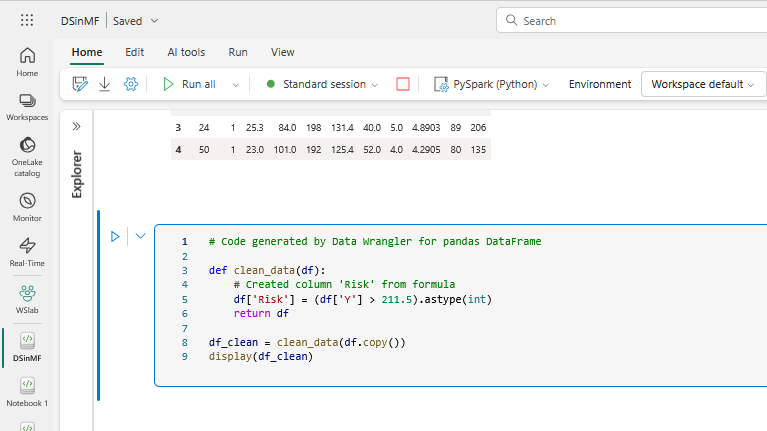 DSinMF Saved
Search
Home Edit AI tools Run View
Run all Standard session PySpark (Python) Environment Workspace default
Home
Workspaces
OneLake
catalog
Monitor
Real-Time
WSlab
DSinMF
Notebook 1
Explorer
3 24 1 25.3 84.0 198 131.4 40.0 5.0 4.8903 89 206
4 50 1 23.0 101.0 192 125.4 52.0 4.0 4.2905 80 135
1 # Code generated by Data Wrangler for pandas DataFrame
2
3 def clean_data(df):
4     # Created column 'Risk' from formula
5     df['Risk'] = (df['Y'] > 211.5).astype(int)
6     return df
7
8 df_clean = clean_data(df.copy())
9 display(df_clean)